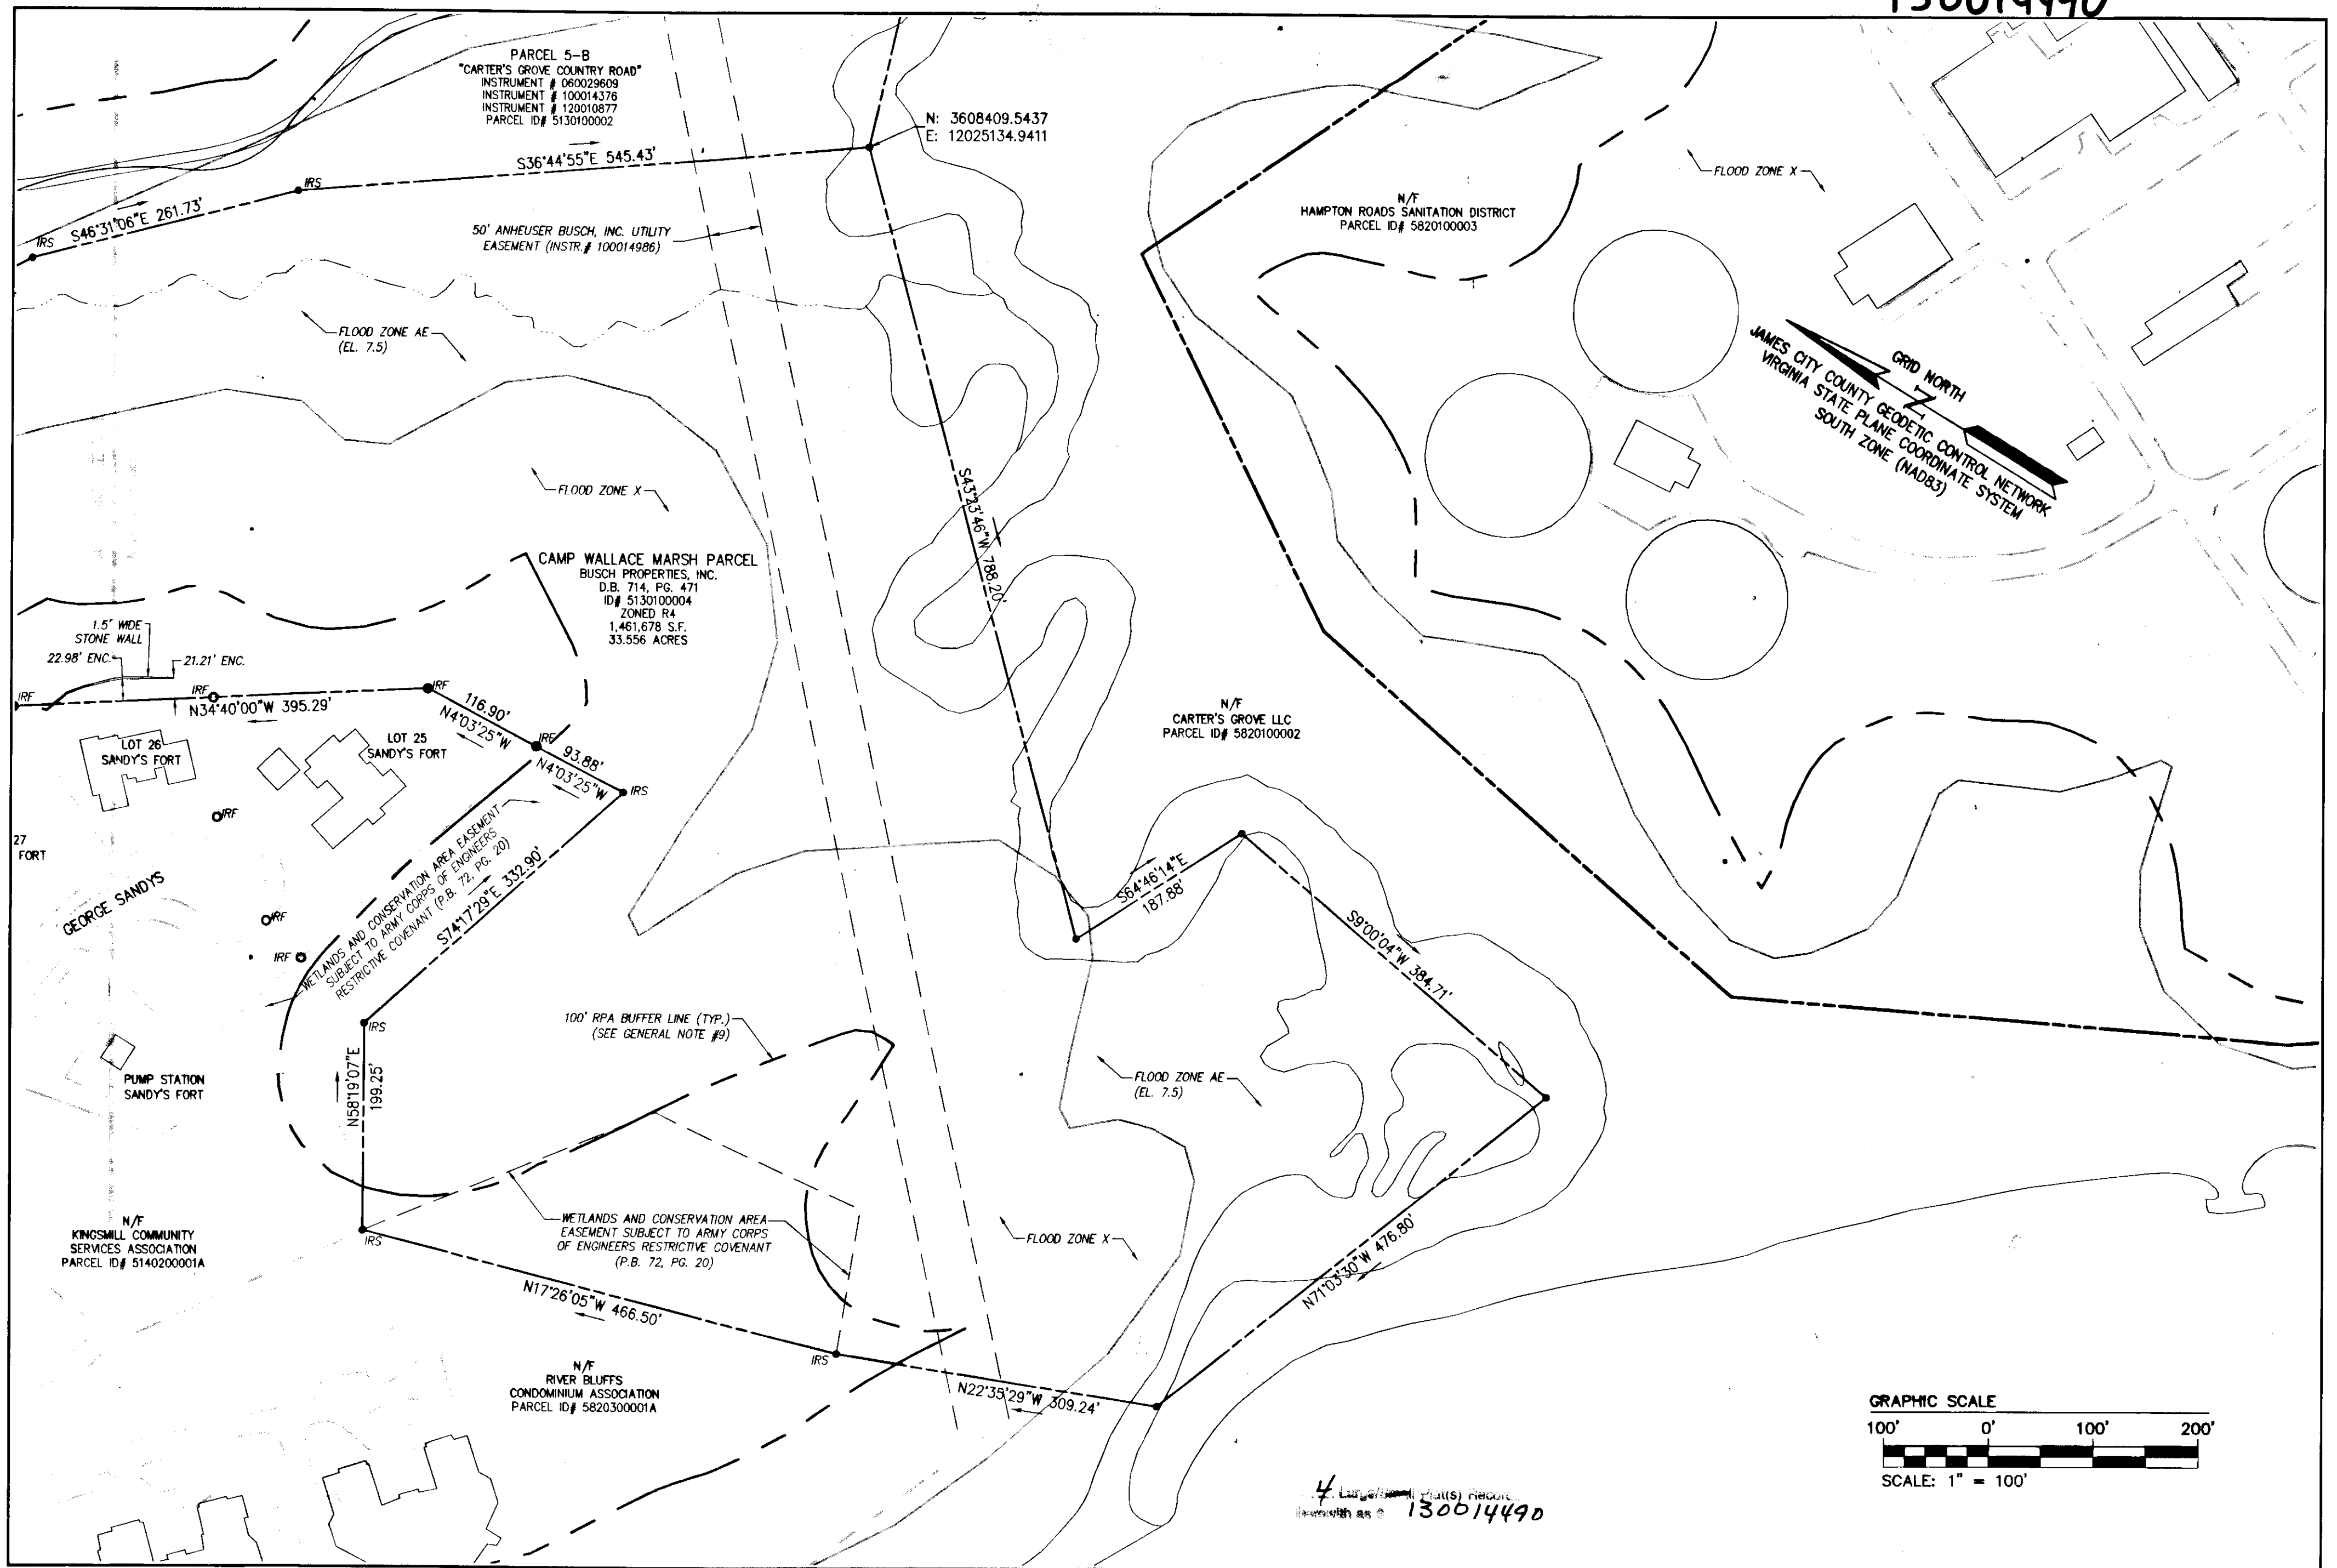 130014490
PARCEL 5-B
"CARTER'S GROVE COUNTRY ROAD"
INSTRUMENT # 060029609
INSTRUMENT # 100014376
INSTRUMENT # 120010877
PARCEL ID# 5130100002
N: 3608409.5437
E: 12025134.9411
S36°44'55"E 545.43'
IRS
S46°31'06"E 261.73'
IRS
50' ANHEUSER BUSCH, INC. UTILITY
EASEMENT (INSTR.# 100014986)
N/F
HAMPTON ROADS SANITATION DISTRICT
PARCEL ID# 5820100003
FLOOD ZONE X
FLOOD ZONE AE
(EL. 7.5)
GRID NORTH
N
JAMES CITY COUNTY GEODETIC CONTROL NETWORK
VIRGINIA STATE PLANE COORDINATE SYSTEM
SOUTH ZONE (NAD83)
FLOOD ZONE X
S43°23'46"W 788.20'
CAMP WALLACE MARSH PARCEL
BUSCH PROPERTIES, INC.
D.B. 714, PG. 471
ID# 5130100004
ZONED R4
1,461,678 S.F.
33.556 ACRES
1.5' WIDE
STONE WALL
22.98' ENC.
21.21' ENC.
IRF
IRF
IRF
N34°40'00"W 395.29'
116.90'
N4°03'25"W
IRF
93.88'
N4°03'25"W
IRS
LOT 26
SANDY'S FORT
LOT 25
SANDY'S FORT
N/F
CARTER'S GROVE LLC
PARCEL ID# 5820100002
IRF
27
FORT
GEORGE SANDYS
IRF
IRF
WETLANDS AND CONSERVATION AREA EASEMENT
SUBJECT TO ARMY CORPS OF ENGINEERS
RESTRICTIVE COVENANT (P.B. 72, PG. 20)
S74°17'29"E 332.90'
S64°46'14"E
187.88'
S9°00'04"W 384.71'
IRS
100' RPA BUFFER LINE (TYP.)
(SEE GENERAL NOTE #9)
N58°19'07"E
199.25'
PUMP STATION
SANDY'S FORT
FLOOD ZONE AE
(EL. 7.5)
N/F
KINGSMILL COMMUNITY
SERVICES ASSOCIATION
PARCEL ID# 5140200001A
IRS
WETLANDS AND CONSERVATION AREA
EASEMENT SUBJECT TO ARMY CORPS
OF ENGINEERS RESTRICTIVE COVENANT
(P.B. 72, PG. 20)
FLOOD ZONE X
N71°03'30"W 476.80'
N17°26'05"W 466.50'
IRS
N/F
RIVER BLUFFS
CONDOMINIUM ASSOCIATION
PARCEL ID# 5820300001A
N22°35'29"W 309.24'
GRAPHIC SCALE
100' 0' 100' 200'
SCALE: 1" = 100'
4 Large/Small Plat(s)
herewith as # 130014490